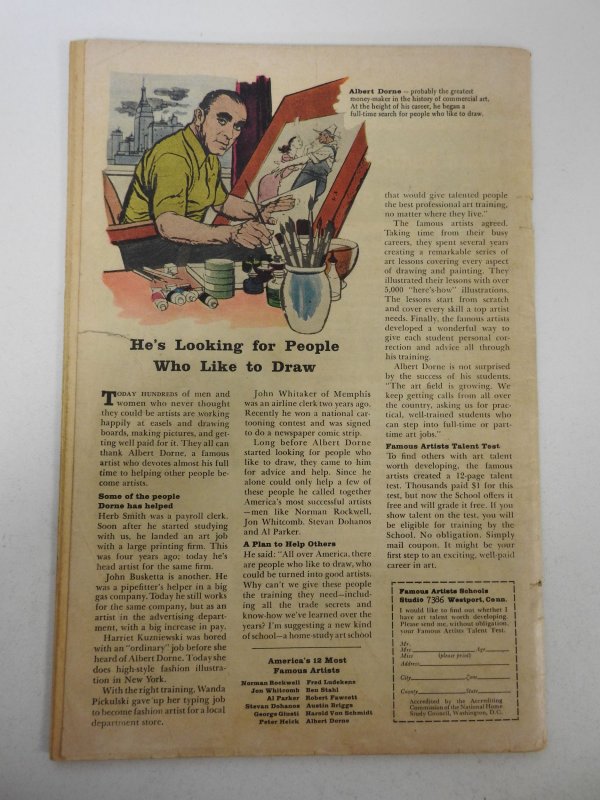 Albert Dorne — probably the greatest
money-maker in the history of commercial art.
At the height of his career, he began a
full-time search for people who like to draw.
He's Looking for People
Who Like to Draw
TODAY HUNDREDS of men and
women who never thought
they could be artists are working
happily at easels and drawing
boards, making pictures, and get-
ting well paid for it. They all can
thank Albert Dorne, a famous
artist who devotes almost his full
time to helping other people be-
come artists.
Some of the people
Dorne has helped
Herb Smith was a payroll clerk.
Soon after he started studying
with us, he landed an art job
with a large printing firm. This
was four years ago; today he's
head artist for the same firm.
John Busketta is another. He
was a pipefitter's helper in a big
gas company. Today he still works
for the same company, but as an
artist in the advertising depart-
ment, with a big increase in pay.
Harriet Kuzniewski was bored
with an "ordinary" job before she
heard of Albert Dorne. Today she
does high-style fashion illustra-
tion in New York.
With the right training, Wanda
Pickulski gave up her typing job
to become fashion artist for a local
department store.
John Whitaker of Memphis
was an airline clerk two years ago.
Recently he won a national car-
tooning contest and was signed
to do a newspaper comic strip.
Long before Albert Dorne
started looking for people who
like to draw, they came to him
for advice and help. Since he
alone could help only a few of
these people he called together
America's most successful artists
—men like Norman Rockwell,
Jon Whitcomb, Stevan Dohanos
and Al Parker.
A Plan to Help Others
He said: "All over America, there
are people who like to draw, who
could be turned into good artists.
Why can't we give these people
the training they need—includ-
ing all the trade secrets and
know-how we've learned over the
years? I'm suggesting a new kind
of school—a home-study art school
America's 12 Most
Famous Artists
Norman Rockwell Fred Ludekens
Jon Whitcomb Ben Stahl
Al Parker Robert Fawcett
Stevan Dohanos Austin Briggs
George Giusti Harold Von Schmidt
Peter Helck Albert Dorne
that would give talented people
the best professional art training,
no matter where they live."
The famous artists agreed.
Taking time from their busy
careers, they spent several years
creating a remarkable series of
art lessons covering every aspect
of drawing and painting. They
illustrated their lessons with over
5,000 "here's-how" illustrations.
The lessons start from scratch
and cover every skill a top artist
needs. Finally, the famous artists
developed a wonderful way to
give each student personal cor-
rection and advice all through
his training.
Albert Dorne is not surprised
by the success of his students.
"The art field is growing. We
keep getting calls from all over
the country, asking us for prac-
tical, well-trained students who
can step into full-time or part-
time art jobs."
Famous Artists Talent Test
To find others with art talent
worth developing, the famous
artists created a 12-page talent
test. Thousands paid $1 for this
test, but now the School offers it
free and will grade it free. If you
show talent on the test, you will
be eligible for training by the
School. No obligation. Simply
mail coupon. It might be your
first step to an exciting, well-paid
career in art.
Famous Artists Schools
Studio 7386 Westport, Conn.
I would like to find out whether I
have art talent worth developing.
Please send me, without obligation,
your Famous Artists Talent Test.
Mr.
Mrs. Age
Miss (please print)
Address
City Zone
County State
Accredited by the Accrediting
Commission of the National Home
Study Council, Washington, D.C.